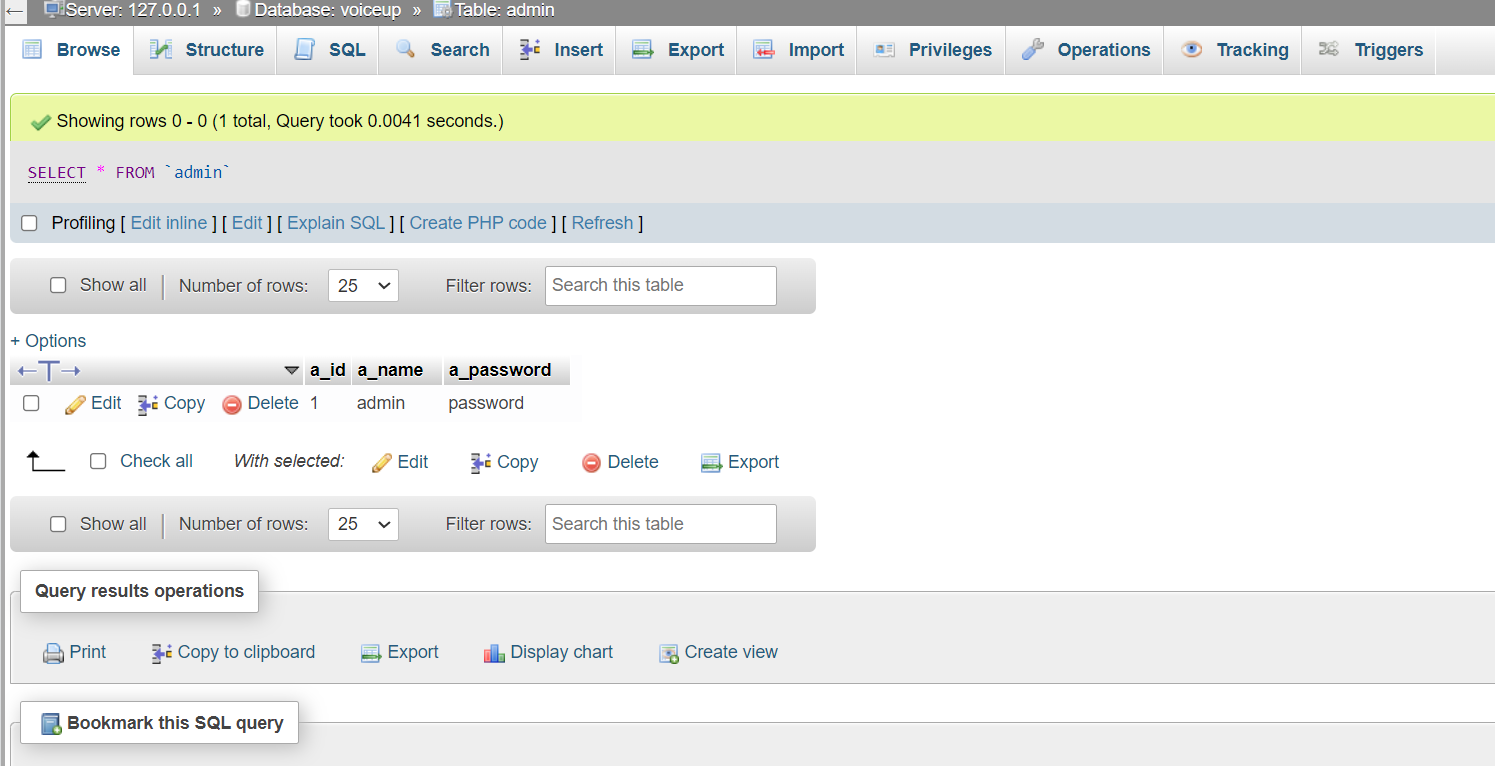 Server: 127.0.0.1 » Database: voiceup » Table: admin
Browse Structure SQL Search Insert Export Import Privileges Operations Tracking Triggers
Showing rows 0 - 0 (1 total, Query took 0.0041 seconds.)
SELECT * FROM `admin`
Profiling [ Edit inline ] [ Edit ] [ Explain SQL ] [ Create PHP code ] [ Refresh ]
Show all | Number of rows: 25 Filter rows: Search this table
+ Options
←T→ a_id a_name a_password
Edit Copy Delete 1 admin password
Check all With selected: Edit Copy Delete Export
Show all | Number of rows: 25 Filter rows: Search this table
Query results operations
Print Copy to clipboard Export Display chart Create view
Bookmark this SQL query